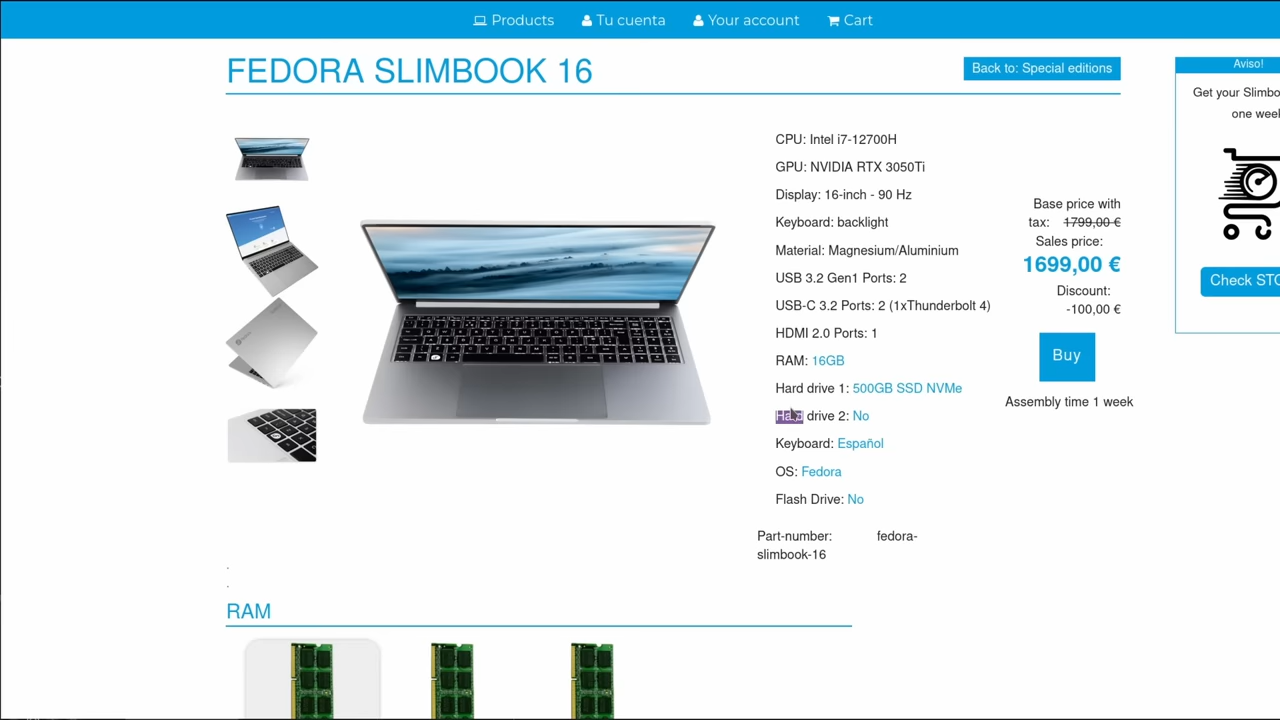 Products Tu cuenta Your account Cart
FEDORA SLIMBOOK 16
Back to: Special editions
Aviso!
Get your Slimbo
one week
CPU: Intel i7-12700H
GPU: NVIDIA RTX 3050Ti
Display: 16-inch - 90 Hz
Keyboard: backlight
Material: Magnesium/Aluminium
USB 3.2 Gen1 Ports: 2
USB-C 3.2 Ports: 2 (1xThunderbolt 4)
HDMI 2.0 Ports: 1
RAM: 16GB
Hard drive 1: 500GB SSD NVMe
Hard drive 2: No
Keyboard: Español
OS: Fedora
Flash Drive: No
Part-number: fedora-
slimbook-16
Base price with
tax: 1799,00 €
Sales price:
1699,00 €
Discount:
-100,00 €
Buy
Assembly time 1 week
Check STO
.
.
RAM